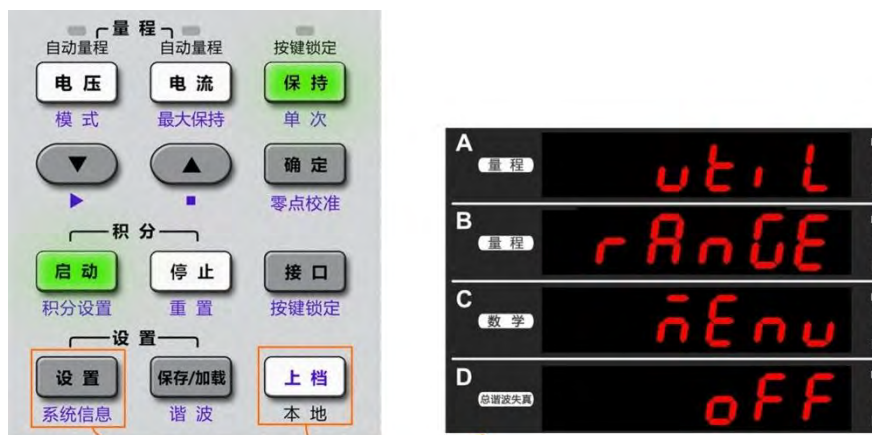 量 程
自动量程 自动量程 按键锁定
电 压 电 流 保 持
模 式 最大保持 单 次
确 定
零点校准
积 分
启 动 停 止 接 口
积分设置 重 置 按键锁定
设 置
设 置 保存/加载 上 档
系统信息 谐 波 本 地
A 量 程 utiL
B 量 程 rAnGE
C 数 学 n̄Enu
D 总谐波失真 oFF